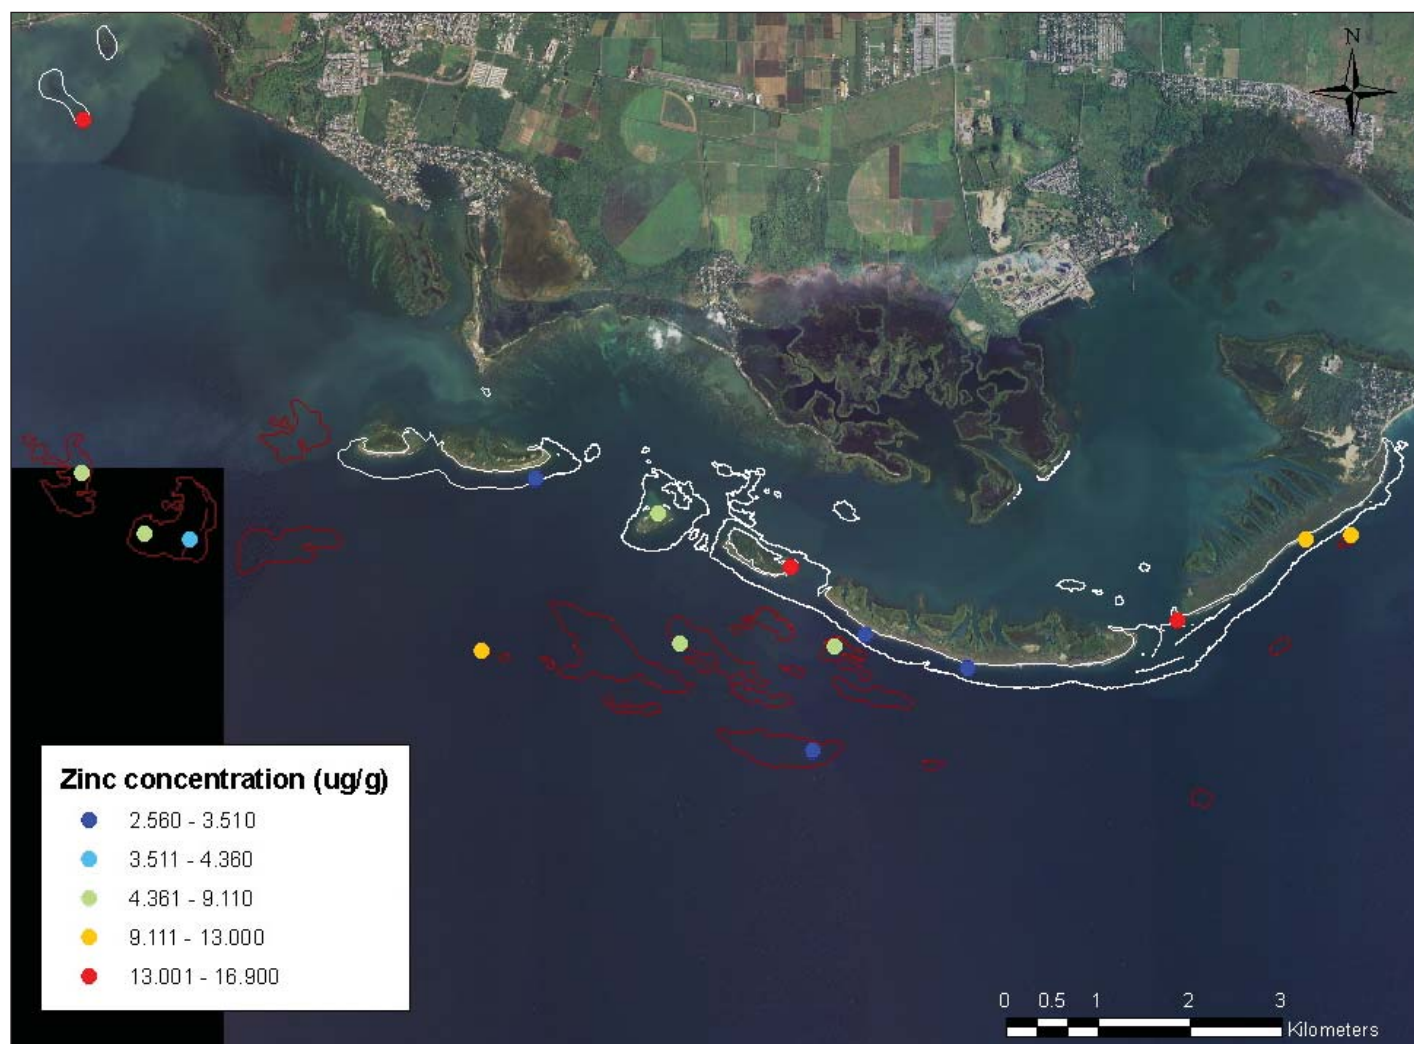 N
Zinc concentration (ug/g)
2.560 - 3.510
3.511 - 4.360
4.361 - 9.110
9.111 - 13.000
13.001 - 16.900
0 0.5 1 2 3
Kilometers